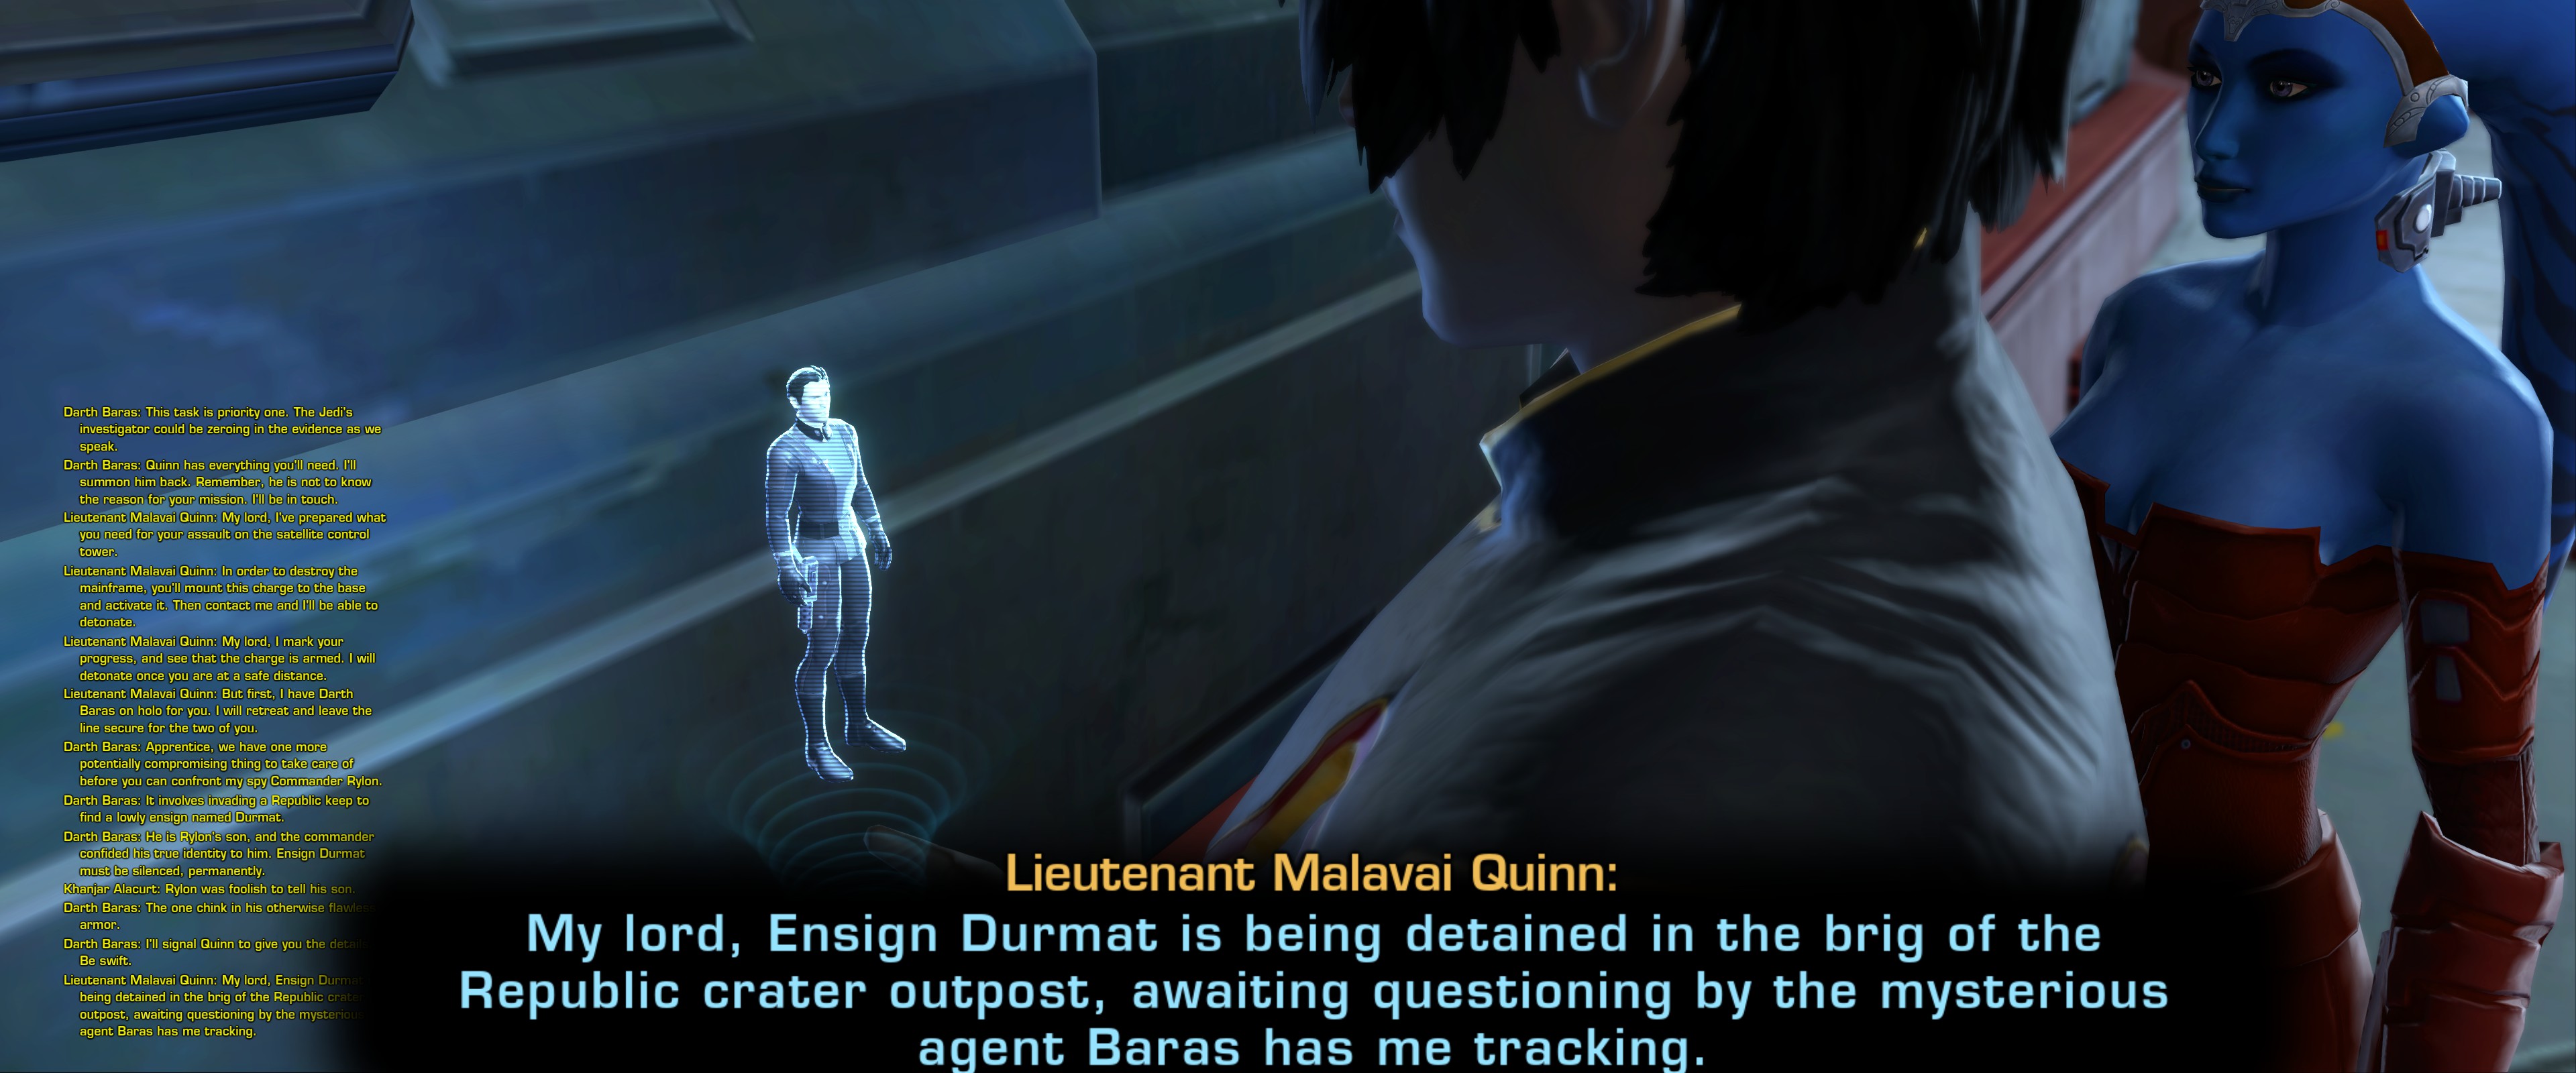 Darth Baras: This task is priority one. The Jedi's
investigator could be zeroing in the evidence as we
speak.
Darth Baras: Quinn has everything you'll need. I'll
summon him back. Remember, he is not to know
the reason for your mission. I'll be in touch.
Lieutenant Malavai Quinn: My lord, I've prepared what
you need for your assault on the satellite control
tower.
Lieutenant Malavai Quinn: In order to destroy the
mainframe, you'll mount this charge to the base
and activate it. Then contact me and I'll be able to
detonate.
Lieutenant Malavai Quinn: My lord, I mark your
progress, and see that the charge is armed. I will
detonate once you are at a safe distance.
Lieutenant Malavai Quinn: But first, I have Darth
Baras on holo for you. I will retreat and leave the
line secure for the two of you.
Darth Baras: Apprentice, we have one more
potentially compromising thing to take care of
before you can confront my spy Commander Rylon.
Darth Baras: It involves invading a Republic keep to
find a lowly ensign named Durmat.
Darth Baras: He is Rylon's son, and the commander
confided his true identity to him. Ensign Durmat
must be silenced, permanently.
Khanjar Alacurt: Rylon was foolish to tell his son.
Darth Baras: The one chink in his otherwise flawless
armor.
Darth Baras: I'll signal Quinn to give you the details.
Be swift.
Lieutenant Malavai Quinn: My lord, Ensign Durmat
being detained in the brig of the Republic crater
outpost, awaiting questioning by the mysterious
agent Baras has me tracking.
Lieutenant Malavai Quinn:
My lord, Ensign Durmat is being detained in the brig of the
Republic crater outpost, awaiting questioning by the mysterious
agent Baras has me tracking.